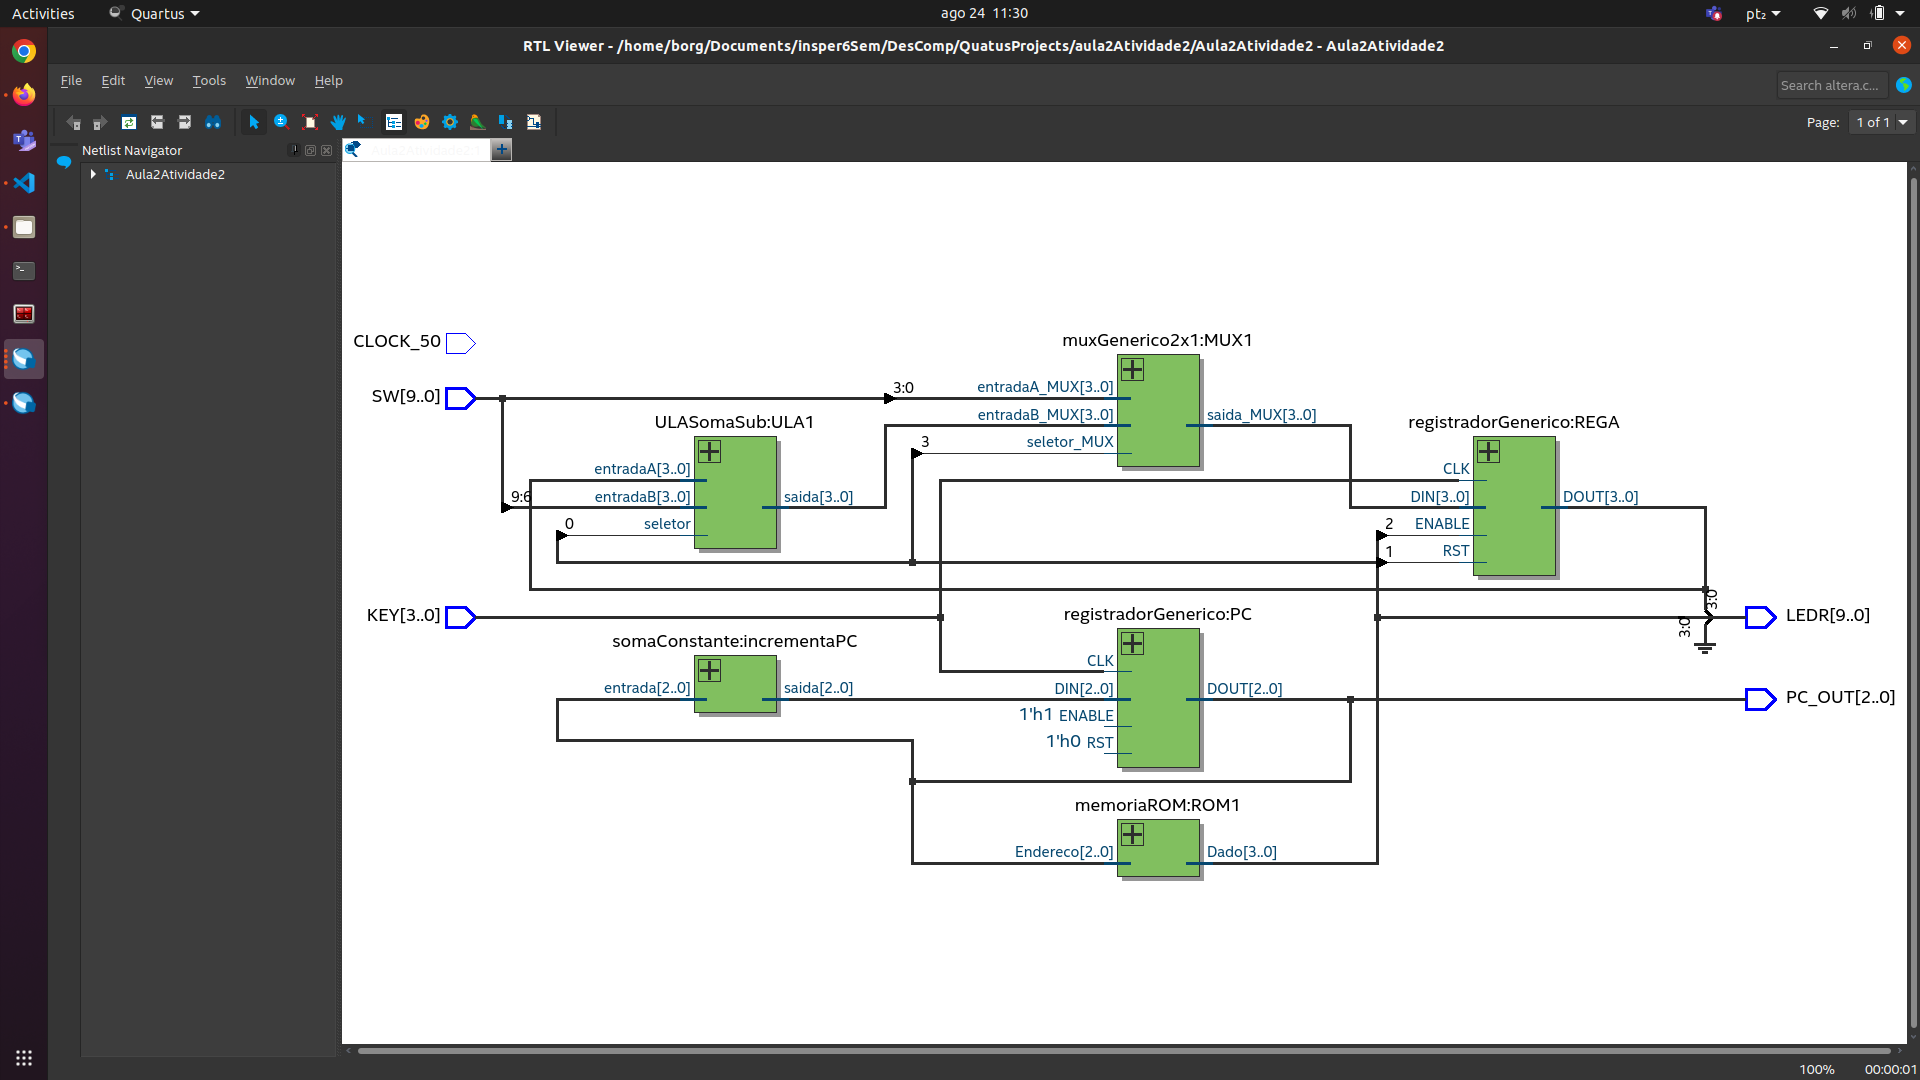 Activities
Quartus
ago 24 11:30
pt₂
RTL Viewer - /home/borg/Documents/insper6Sem/DesComp/QuatusProjects/aula2Atividade2/Aula2Atividade2 - Aula2Atividade2
File Edit View Tools Window Help
Search altera.c...
Page: 1 of 1
Netlist Navigator
Aula2Atividade2
CLOCK_50
muxGenerico2x1:MUX1
SW[9..0]
3:0
entradaA_MUX[3..0]
entradaB_MUX[3..0]
saida_MUX[3..0]
3
seletor_MUX
ULASomaSub:ULA1
entradaA[3..0]
9:6
entradaB[3..0]
saida[3..0]
0
seletor
registradorGenerico:REGA
CLK
DIN[3..0]
DOUT[3..0]
2
ENABLE
1
RST
3:0
3:0
KEY[3..0]
LEDR[9..0]
somaConstante:incrementaPC
entrada[2..0]
saida[2..0]
registradorGenerico:PC
CLK
DIN[2..0]
DOUT[2..0]
1'h1 ENABLE
1'h0 RST
PC_OUT[2..0]
memoriaROM:ROM1
Endereco[2..0]
Dado[3..0]
100%
00:00:01